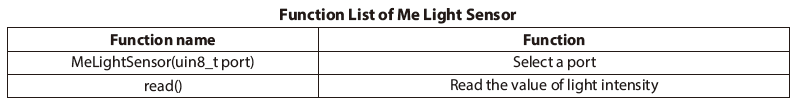 Function List of Me Light Sensor
Function name Function
MeLightSensor(uin8_t port) Select a port
read() Read the value of light intensity